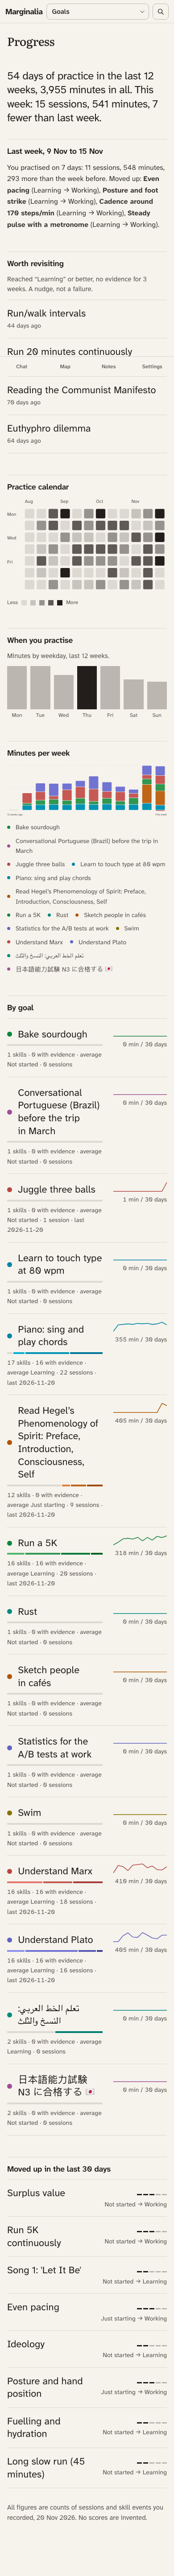 Marginalia Goals
Progress
54 days of practice in the last 12
weeks, 3,955 minutes in all. This
week: 15 sessions, 541 minutes, 7
fewer than last week.
Last week, 9 Nov to 15 Nov
You practised on 7 days: 11 sessions, 548 minutes,
293 more than the week before. Moved up: Even
pacing (Learning → Working), Posture and foot
strike (Learning → Working), Cadence around
170 steps/min (Learning → Working), Steady
pulse with a metronome (Learning → Working).
Worth revisiting
Reached “Learning” or better, no evidence for 3
weeks. A nudge, not a failure.
Run/walk intervals
44 days ago
Run 20 minutes continuously
Chat Map Notes Settings
Reading the Communist Manifesto
70 days ago
Euthyphro dilemma
64 days ago
Practice calendar
Aug Sep Oct Nov
Mon
Wed
Fri
Less More
When you practise
Minutes by weekday, last 12 weeks.
Mon Tue Wed Thu Fri Sat Sun
Minutes per week
Bake sourdough
Conversational Portuguese (Brazil) before the trip in
March
Juggle three balls Learn to touch type at 80 wpm
Piano: sing and play chords
Read Hegel's Phenomenology of Spirit: Preface,
Introduction, Consciousness, Self
Run a 5K Rust Sketch people in cafés
Statistics for the A/B tests at work Swim
Understand Marx Understand Plato
تعلم الخط العربي: النسخ والثلث
日本語能力試験 N3 に合格する 🇯🇵
By goal
Bake sourdough
0 min / 30 days
1 skills · 0 with evidence · average
Not started · 0 sessions
Conversational
Portuguese (Brazil)
before the trip
in March
0 min / 30 days
1 skills · 0 with evidence · average
Not started · 0 sessions
Juggle three balls
1 min / 30 days
1 skills · 0 with evidence · average
Not started · 1 session · last
2026-11-20
Learn to touch type
at 80 wpm
0 min / 30 days
1 skills · 0 with evidence · average
Not started · 0 sessions
Piano: sing and
play chords
355 min / 30 days
17 skills · 16 with evidence ·
average Learning · 22 sessions ·
last 2026-11-20
Read Hegel's
Phenomenology of
Spirit: Preface,
Introduction,
Consciousness,
Self
405 min / 30 days
12 skills · 10 with evidence ·
average Just starting · 9 sessions ·
last 2026-11-20
Run a 5K
318 min / 30 days
16 skills · 16 with evidence ·
average Learning · 20 sessions ·
last 2026-11-20
Rust
0 min / 30 days
1 skills · 0 with evidence · average
Not started · 0 sessions
Sketch people
in cafés
0 min / 30 days
1 skills · 0 with evidence · average
Not started · 0 sessions
Statistics for the
A/B tests at work
0 min / 30 days
1 skills · 0 with evidence · average
Not started · 0 sessions
Swim
0 min / 30 days
1 skills · 0 with evidence · average
Not started · 0 sessions
Understand Marx
410 min / 30 days
16 skills · 16 with evidence ·
average Learning · 18 sessions ·
last 2026-11-20
Understand Plato
405 min / 30 days
16 skills · 16 with evidence ·
average Learning · 16 sessions ·
last 2026-11-20
تعلم الخط العربي:
النسخ والثلث
0 min / 30 days
2 skills · 0 with evidence · average
Learning · 0 sessions
日本語能力試験
N3 に合格する 🇯🇵
0 min / 30 days
2 skills · 0 with evidence · average
Not started · 0 sessions
Moved up in the last 30 days
Surplus value
Not started → Working
Run 5K
continuously
Not started → Working
Song 1: 'Let It Be'
Not started → Learning
Even pacing
Just starting → Working
Ideology
Not started → Learning
Posture and hand
position
Just starting → Working
Fuelling and
hydration
Not started → Learning
Long slow run (45
minutes)
Not started → Learning
All figures are counts of sessions and skill events you
recorded, 20 Nov 2026. No scores are invented.